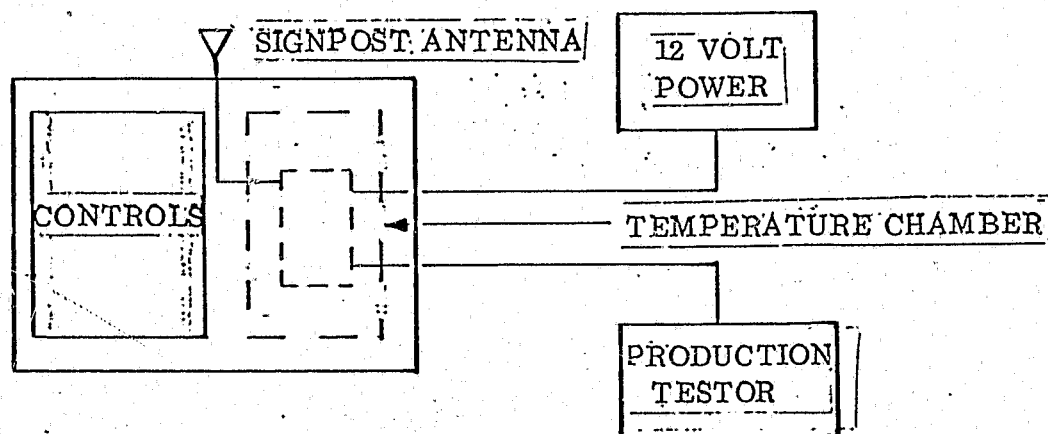 SIGNPOST ANTENNA
12 VOLT
POWER
CONTROLS
TEMPERATURE CHAMBER
PRODUCTION
TESTOR